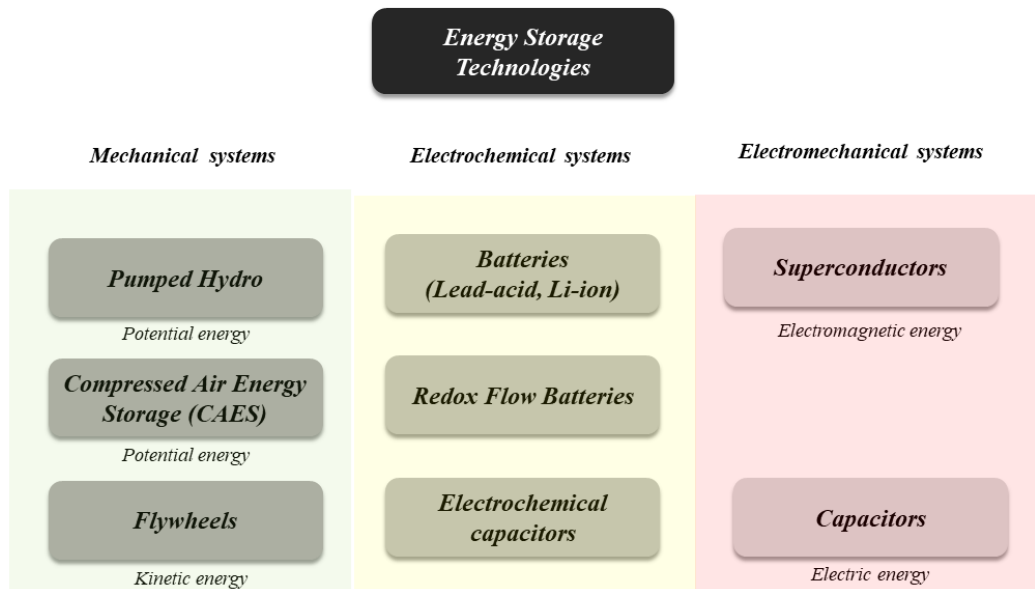 Energy Storage
Technologies
Mechanical systems
Electrochemical systems
Electromechanical systems
Pumped Hydro
Potential energy
Compressed Air Energy
Storage (CAES)
Potential energy
Flywheels
Kinetic energy
Batteries
(Lead-acid, Li-ion)
Redox Flow Batteries
Electrochemical
capacitors
Superconductors
Electromagnetic energy
Capacitors
Electric energy